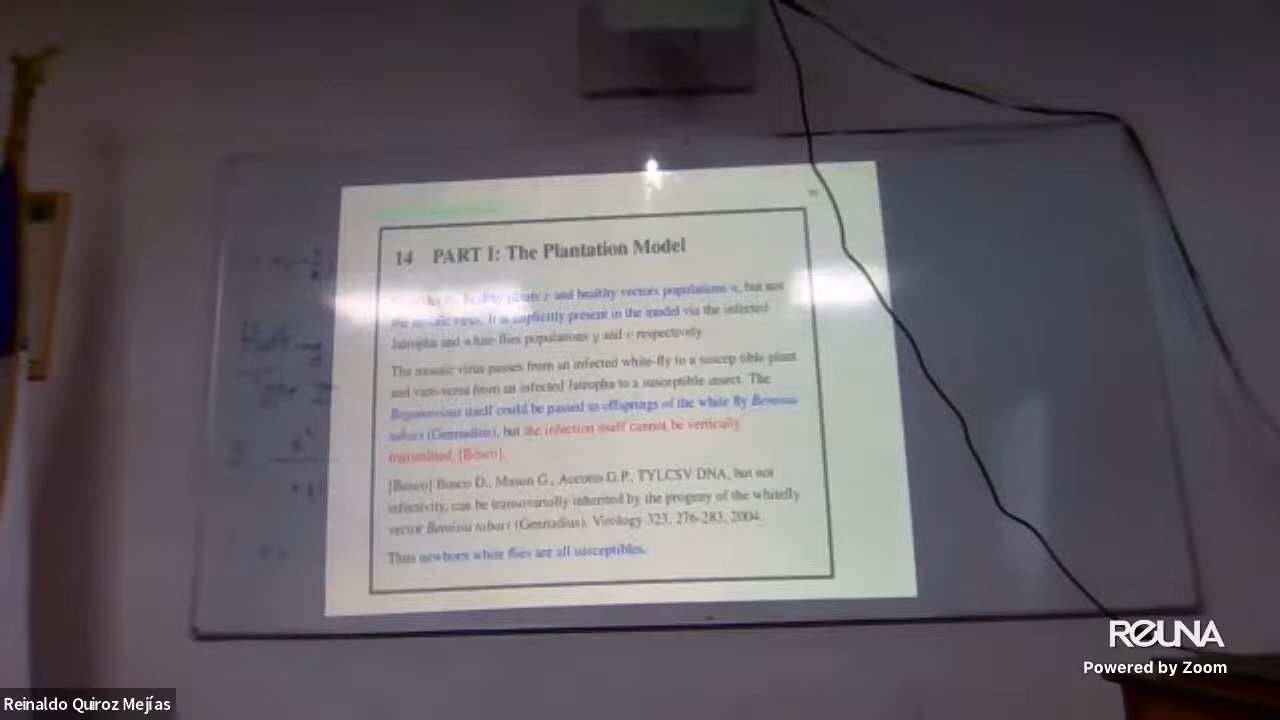 14 PART I: The Plantation Model
healthy plants x and healthy vectors populations u, but not
the mosaic virus. It is implicitly present in the model via the infected
Jatropha and white-flies populations y and v respectively.
The mosaic virus passes from an infected white-fly to a suscep tible plant
and vice-versa from an infected Jatropha to a susceptible insect. The
Begomovirus itself could be passed to offsprings of the white fly Bemisia
tabaci (Gennadius), but the infection itself cannot be vertically
transmitted, [Bosco].
[Bosco] Bosco D., Mason G., Accotto G.P., TYLCSV DNA, but not
infectivity, can be transovarially inherited by the progeny of the whitefly
vector Bemisia tabaci (Gennadius), Virology 323, 276-283, 2004.
Thus newborn white flies are all susceptibles.
REUNA
Powered by Zoom
Reinaldo Quiroz Mejías